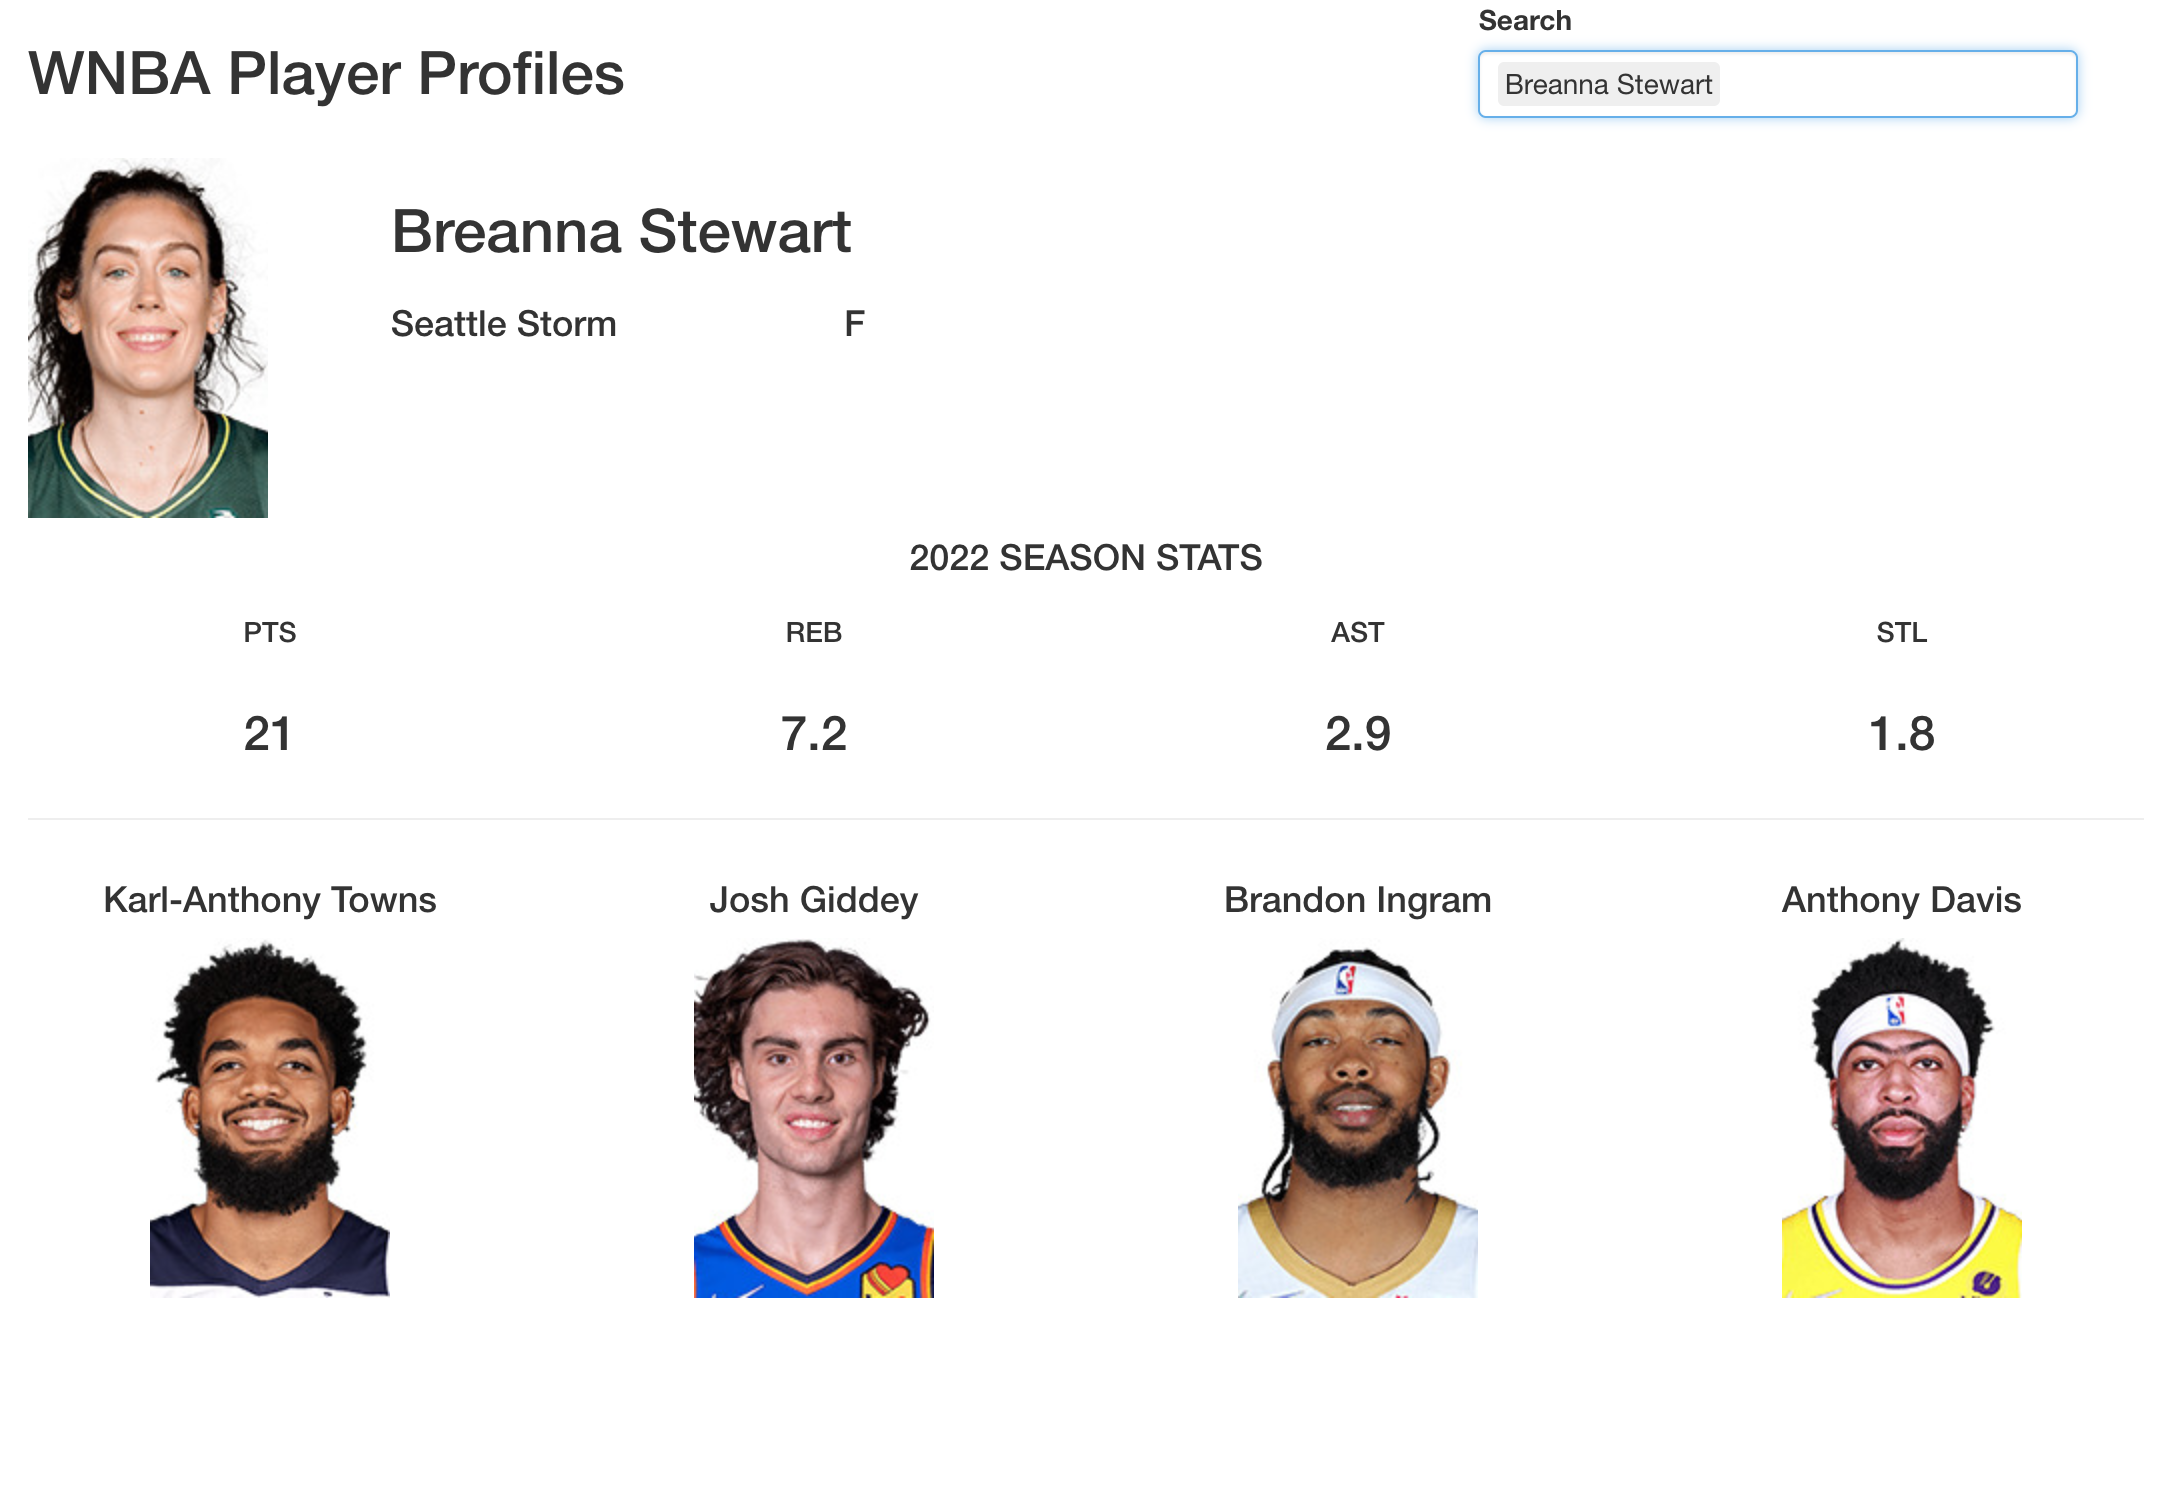 Search
WNBA Player Profiles
Breanna Stewart
Breanna Stewart
Seattle Storm F
2022 SEASON STATS
PTS REB AST STL
21 7.2 2.9 1.8
Karl-Anthony Towns Josh Giddey Brandon Ingram Anthony Davis